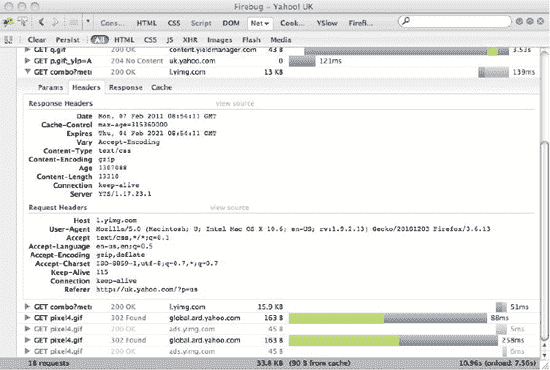 Firebug – Yahoo! UK
Cons... HTML CSS Script DOM Net Cook... YSlow Fire...
Clear Persist All HTML CSS JS XHR Images Flash Media
GET q.gif 200 OK content.yieldmanager.com 43 B 3.53s
GET p.gif?_ylp=A 204 No Content uk.yahoo.com 0 121ms
GET combo?metr 200 OK l.yimg.com 13 KB 139ms
Params Headers Response Cache
Response Headers view source
Date Mon, 07 Feb 2011 08:54:11 GMT
Cache-Control max-age=315360000
Expires Thu, 04 Feb 2021 08:54:11 GMT
Vary Accept-Encoding
Content-Type text/css
Content-Encoding gzip
Age 1307088
Content-Length 13210
Connection keep-alive
Server YTS/1.17.23.1
Request Headers view source
Host l.yimg.com
User-Agent Mozilla/5.0 (Macintosh; U; Intel Mac OS X 10.6; en-US; rv:1.9.2.13) Gecko/20101203 Firefox/3.6.13
Accept text/css,*/*;q=0.1
Accept-Language en-us,en;q=0.5
Accept-Encoding gzip,deflate
Accept-Charset ISO-8859-1,utf-8;q=0.7,*;q=0.7
Keep-Alive 115
Connection keep-alive
Referer http://uk.yahoo.com/?p=us
GET combo?metr 200 OK l.yimg.com 15.9 KB 51ms
GET pixel4.gif 302 Found global.ard.yahoo.com 163 B 88ms
GET pixel4.gif 200 OK ads.yimg.com 45 B 5ms
GET pixel4.gif 302 Found global.ard.yahoo.com 163 B 258ms
GET pixel4.gif 200 OK ads.yimg.com 45 B 6ms
18 requests 33.8 KB (90 B from cache) 10.96s (onload: 7.56s)